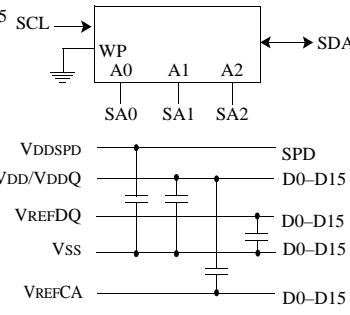 5 SCL
WP
SDA
A0 A1 A2
SA0 SA1 SA2
VDDSPD SPD
VDD/VDDQ D0–D15
VREFDQ D0–D15
VSS D0–D15
VREFCA D0–D15